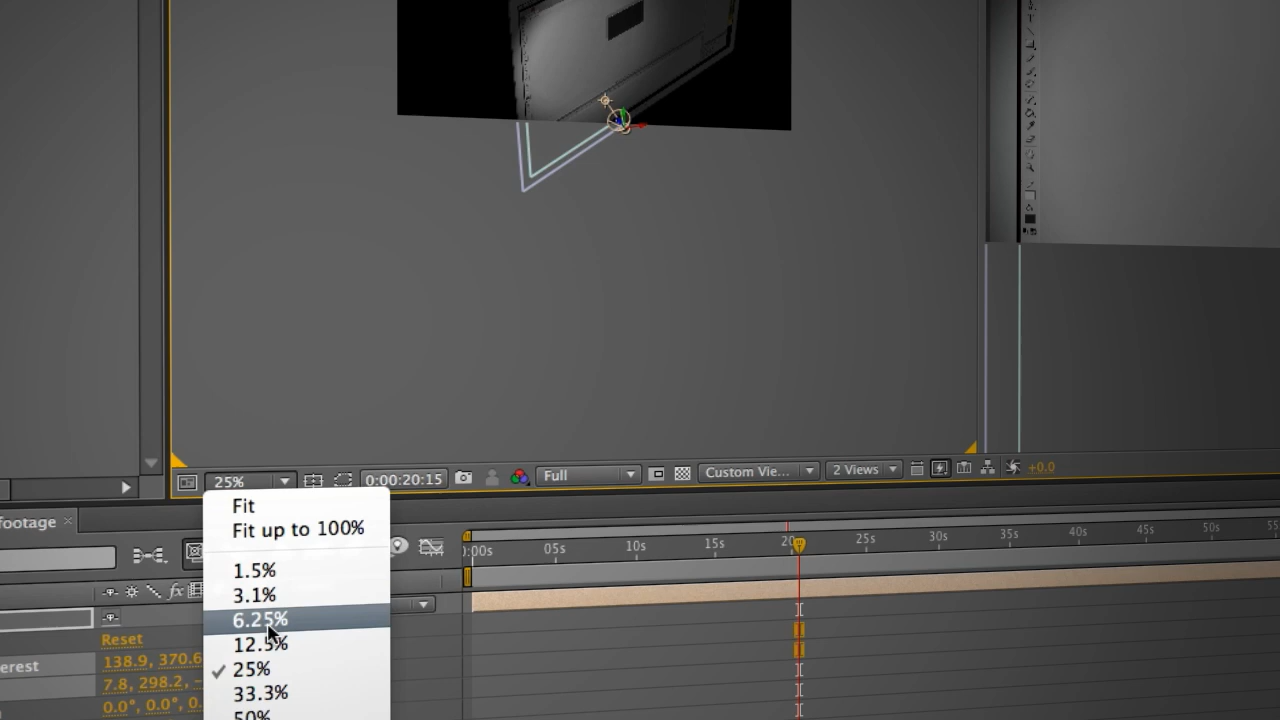 25%
0:00:20:15
Full
Custom Vie...
2 Views
+0.0
Fit
Fit up to 100%
1.5%
3.1%
6.25%
12.5%
25%
33.3%
50%
footage
fx
:00s
05s
10s
15s
20s
25s
30s
35s
40s
45s
50s
Reset
erest
138.9, 370.6
7.8, 298.2, -
0.0°, 0.0°, 0.